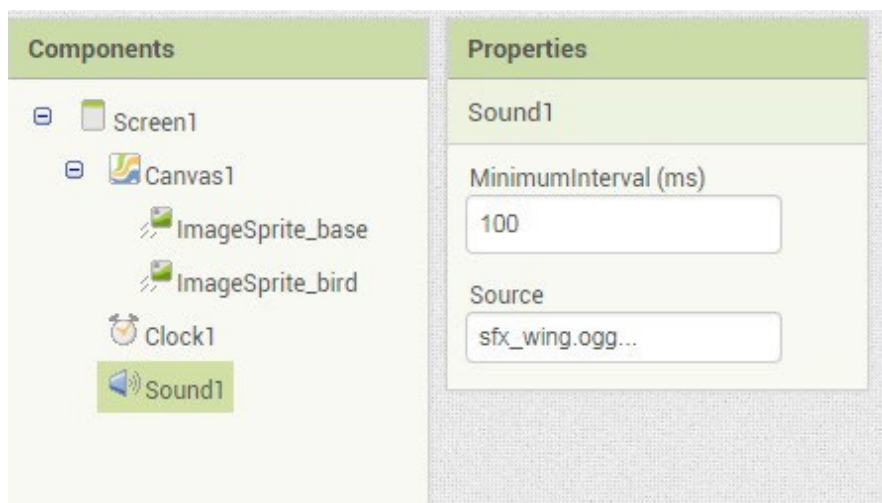 Components
Screen1
Canvas1
ImageSprite_base
ImageSprite_bird
Clock1
Sound1
Properties
Sound1
MinimumInterval (ms)
100
Source
sfx_wing.ogg...